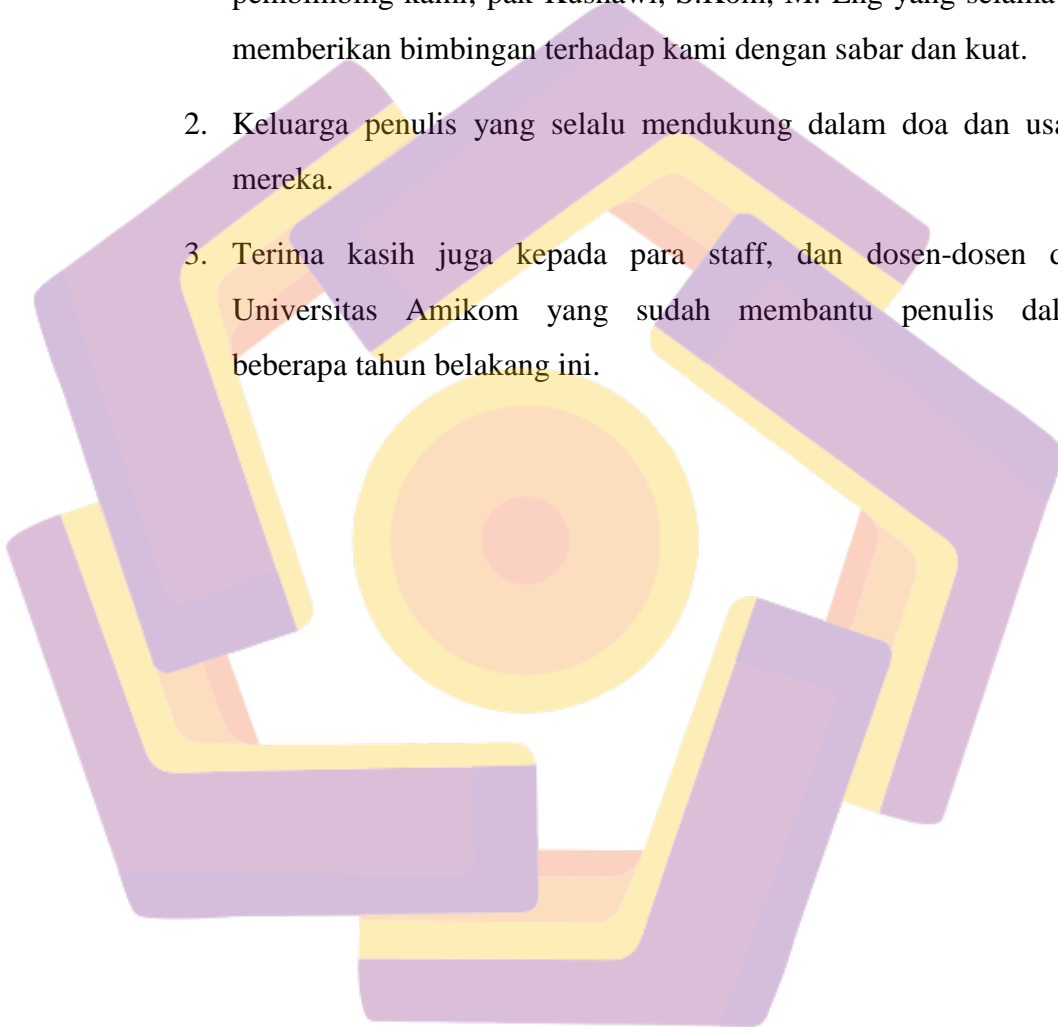 pembimbing kami, pak Kusnawi, S.Kom, M. Eng yang selama
memberikan bimbingan terhadap kami dengan sabar dan kuat.
2. Keluarga penulis yang selalu mendukung dalam doa dan usa
mereka.
3. Terima kasih juga kepada para staff, dan dosen-dosen d
Universitas Amikom yang sudah membantu penulis dal
beberapa tahun belakang ini.